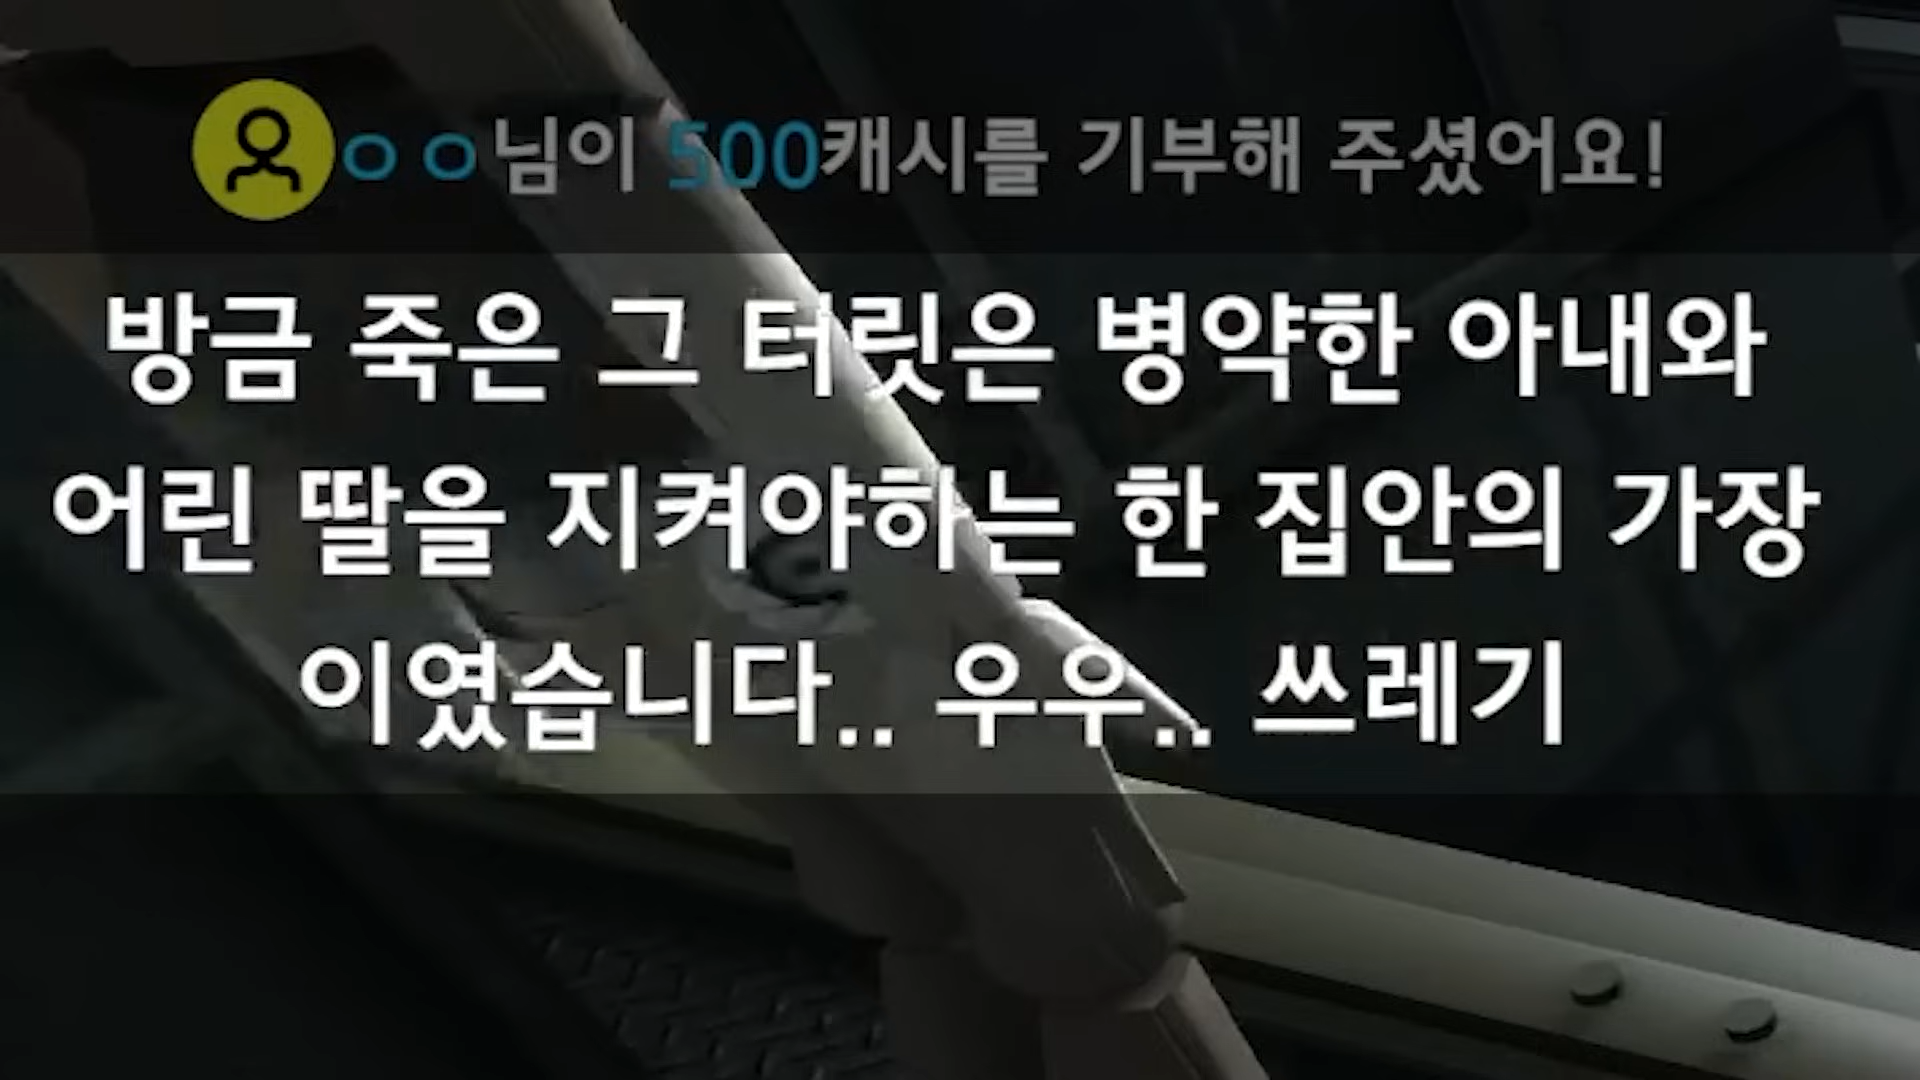 ㅇㅇ님이 500캐시를 기부해 주셨어요!
방금 죽은 그 터릿은 병약한 아내와
어린 딸을 지켜야하는 한 집안의 가장
이였습니다.. 우우.. 쓰레기